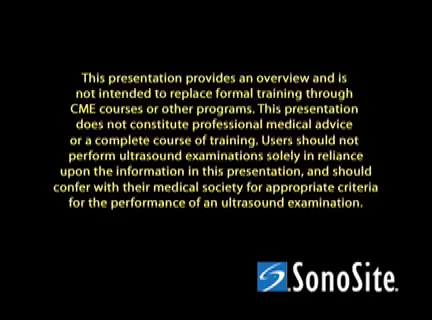 This presentation provides an overview and is
not intended to replace formal training through
CME courses or other programs. This presentation
does not constitute professional medical advice
or a complete course of training. Users should not
perform ultrasound examinations solely in reliance
upon the information in this presentation, and should
confer with their medical society for appropriate criteria
for the performance of an ultrasound examination.
SonoSite.